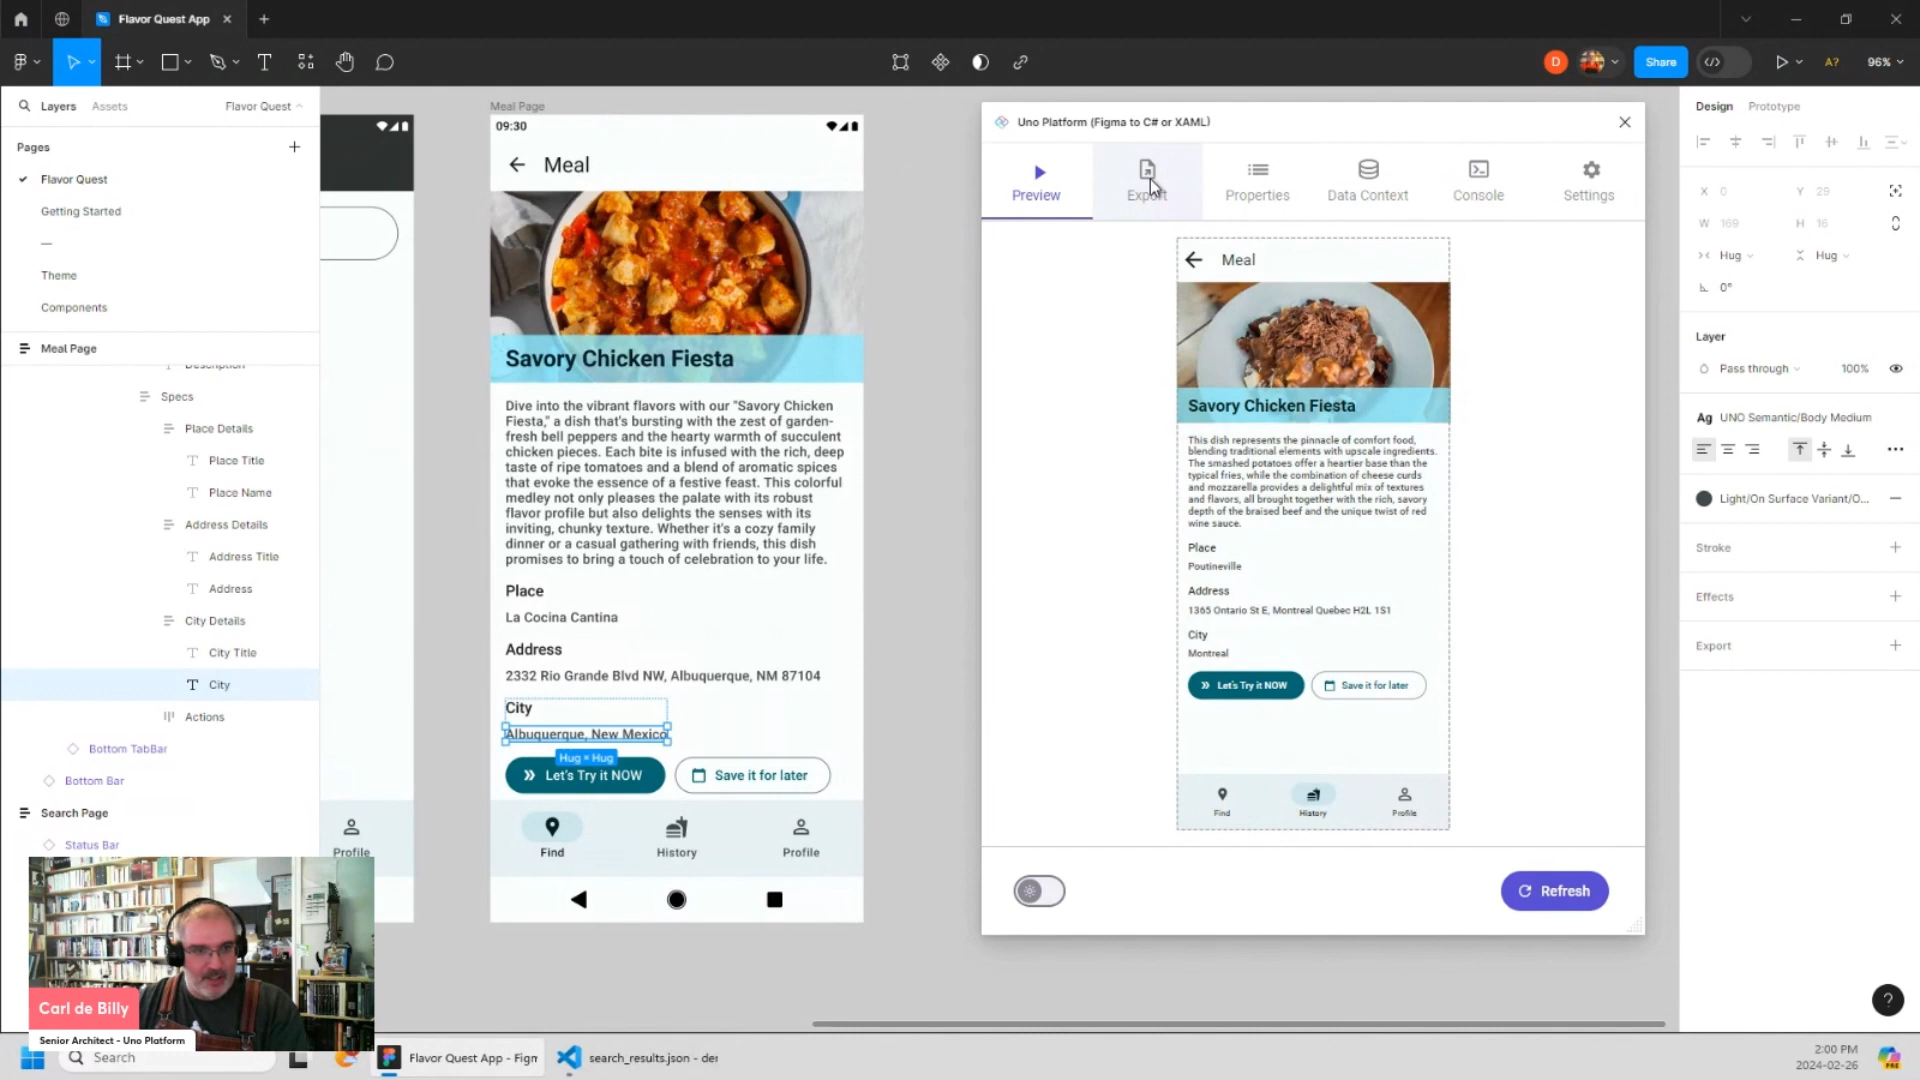 Flavor Quest App
Share
A?
96%
Layers
Assets
Flavor Quest
Pages
Flavor Quest
Getting Started
—
Theme
Components
Meal Page
Description
Specs
Place Details
Place Title
Place Name
Address Details
Address Title
Address
City Details
City Title
City
Actions
Bottom TabBar
Bottom Bar
Search Page
Status Bar
Profile
Meal Page
09:30
Meal
Savory Chicken Fiesta
Dive into the vibrant flavors with our "Savory Chicken
Fiesta," a dish that's bursting with the zest of garden-
fresh bell peppers and the hearty warmth of succulent
chicken pieces. Each bite is infused with the rich, deep
taste of ripe tomatoes and a blend of aromatic spices
that evoke the essence of a festive feast. This colorful
medley not only pleases the palate with its robust
flavor profile but also delights the senses with its
inviting, chunky texture. Whether it's a cozy family
dinner or a casual gathering with friends, this dish
promises to bring a touch of celebration to your life.
Place
La Cocina Cantina
Address
2332 Rio Grande Blvd NW, Albuquerque, NM 87104
City
Albuquerque, New Mexico
Hug × Hug
Let's Try it NOW
Save it for later
Find
History
Profile
Uno Platform (Figma to C# or XAML)
Preview
Export
Properties
Data Context
Console
Settings
Meal
Savory Chicken Fiesta
This dish represents the pinnacle of comfort food,
blending traditional elements with upscale ingredients.
The smashed potatoes offer a heartier base than the
typical fries, while the combination of cheese curds
and mozzarella provides a delightful mix of textures
and flavors, all brought together with the rich, savory
depth of the braised beef and the unique twist of red
wine sauce.
Place
Poutineville
Address
1365 Ontario St E, Montreal Quebec H2L 1S1
City
Montreal
Let's Try it NOW
Save it for later
Find
History
Profile
Refresh
Design
Prototype
X 0
Y 29
W 169
H 16
Hug
Hug
0°
Layer
Pass through
100%
Ag UNO Semantic/Body Medium
Light/On Surface Variant/O...
Stroke
Effects
Export
?
D
Carl de Billy
Senior Architect - Uno Platform
Search
Flavor Quest App - Figm
search_results.json - der
2:00 PM
2024-02-26
PRE